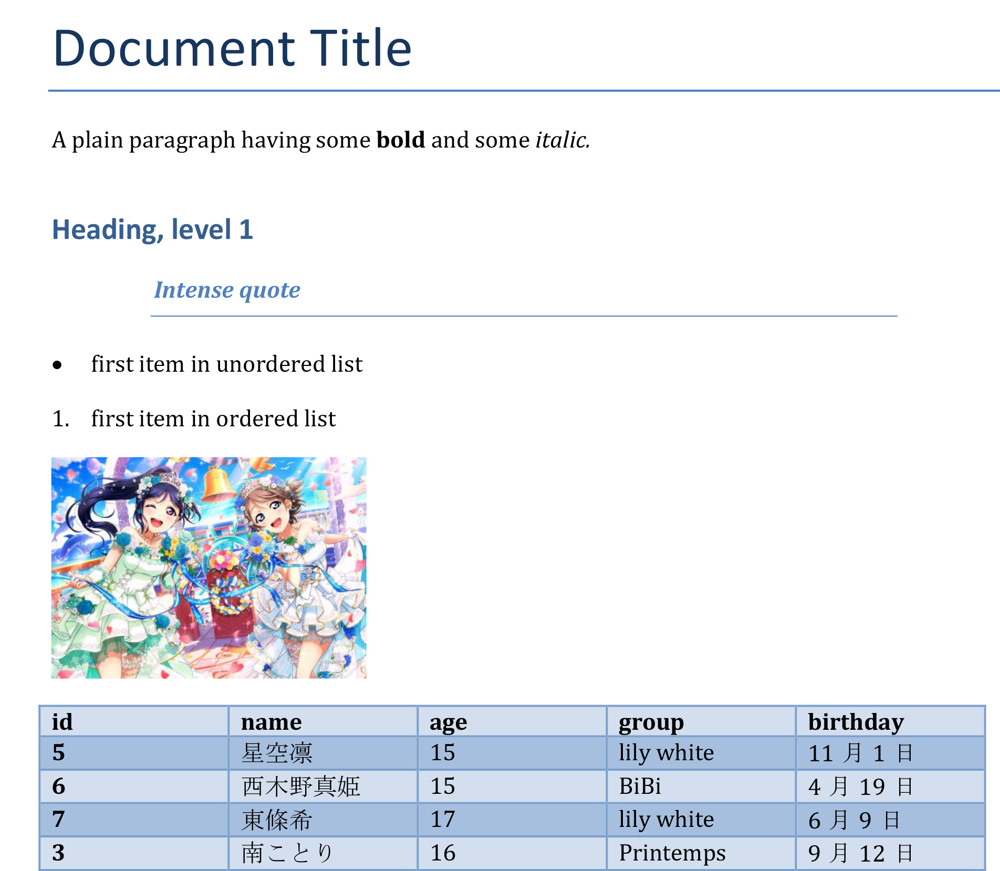 Document Title
A plain paragraph having some bold and some italic.
Heading, level 1
Intense quote
• first item in unordered list
1. first item in ordered list
id name age group birthday
5 星空凛 15 lily white 11 月 1 日
6 西木野真姫 15 BiBi 4 月 19 日
7 東條希 17 lily white 6 月 9 日
3 南ことり 16 Printemps 9 月 12 日